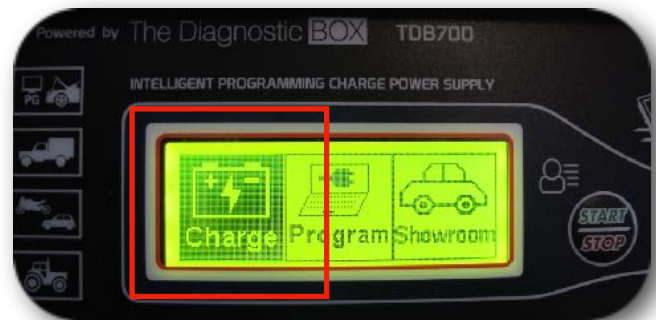 Powered by The Diagnostic BOX TDB700
PG
INTELLIGENT PROGRAMMING CHARGE POWER SUPPLY
Charge Program Showroom
START
STOP